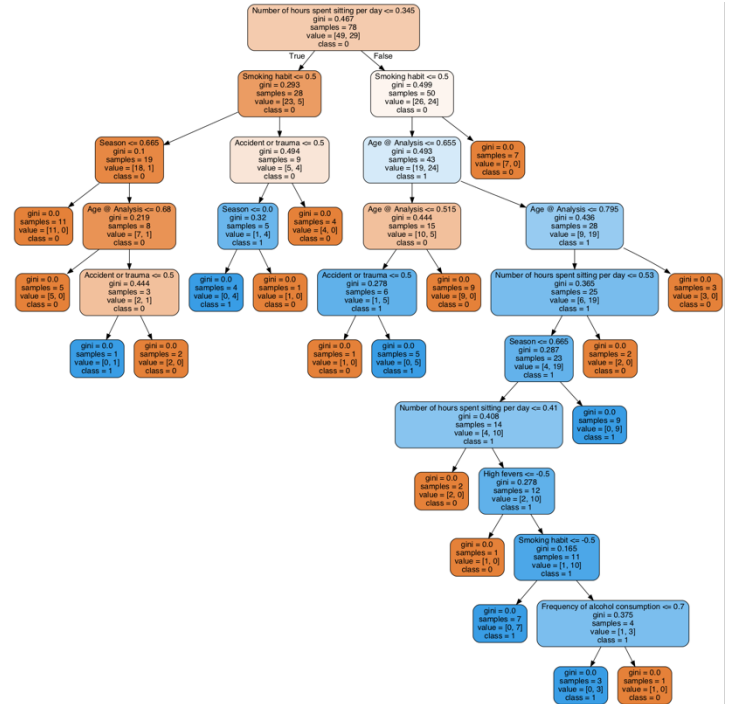 Number of hours spent sitting per day <= 0.345
gini = 0.467
samples = 78
value = [49, 29]
class = 0
True
False
Smoking habit <= 0.5
gini = 0.293
samples = 28
value = [23, 5]
class = 0
Smoking habit <= 0.5
gini = 0.499
samples = 50
value = [26, 24]
class = 0
Season <= 0.665
gini = 0.1
samples = 19
value = [18, 1]
class = 0
Accident or trauma <= 0.5
gini = 0.494
samples = 9
value = [5, 4]
class = 0
Age @ Analysis <= 0.655
gini = 0.493
samples = 43
value = [19, 24]
class = 1
gini = 0.0
samples = 7
value = [7, 0]
class = 0
gini = 0.0
samples = 11
value = [11, 0]
class = 0
Age @ Analysis <= 0.68
gini = 0.219
samples = 8
value = [7, 1]
class = 0
Season <= 0.0
gini = 0.32
samples = 5
value = [1, 4]
class = 1
gini = 0.0
samples = 4
value = [4, 0]
class = 0
Age @ Analysis <= 0.515
gini = 0.444
samples = 15
value = [10, 5]
class = 0
Age @ Analysis <= 0.795
gini = 0.436
samples = 28
value = [9, 19]
class = 1
gini = 0.0
samples = 5
value = [5, 0]
class = 0
Accident or trauma <= 0.5
gini = 0.444
samples = 3
value = [2, 1]
class = 0
gini = 0.0
samples = 4
value = [0, 4]
class = 1
gini = 0.0
samples = 1
value = [1, 0]
class = 0
Accident or trauma <= 0.5
gini = 0.278
samples = 6
value = [1, 5]
class = 1
gini = 0.0
samples = 9
value = [9, 0]
class = 0
Number of hours spent sitting per day <= 0.53
gini = 0.365
samples = 25
value = [6, 19]
class = 1
gini = 0.0
samples = 3
value = [3, 0]
class = 0
gini = 0.0
samples = 1
value = [0, 1]
class = 1
gini = 0.0
samples = 2
value = [2, 0]
class = 0
gini = 0.0
samples = 1
value = [1, 0]
class = 0
gini = 0.0
samples = 5
value = [0, 5]
class = 1
Season <= 0.665
gini = 0.287
samples = 23
value = [4, 19]
class = 1
gini = 0.0
samples = 2
value = [2, 0]
class = 0
Number of hours spent sitting per day <= 0.41
gini = 0.408
samples = 14
value = [4, 10]
class = 1
gini = 0.0
samples = 9
value = [0, 9]
class = 1
gini = 0.0
samples = 2
value = [2, 0]
class = 0
High fevers <= -0.5
gini = 0.278
samples = 12
value = [2, 10]
class = 1
gini = 0.0
samples = 1
value = [1, 0]
class = 0
Smoking habit <= -0.5
gini = 0.165
samples = 11
value = [1, 10]
class = 1
gini = 0.0
samples = 7
value = [0, 7]
class = 1
Frequency of alcohol consumption <= 0.7
gini = 0.375
samples = 4
value = [1, 3]
class = 1
gini = 0.0
samples = 3
value = [0, 3]
class = 1
gini = 0.0
samples = 1
value = [1, 0]
class = 0